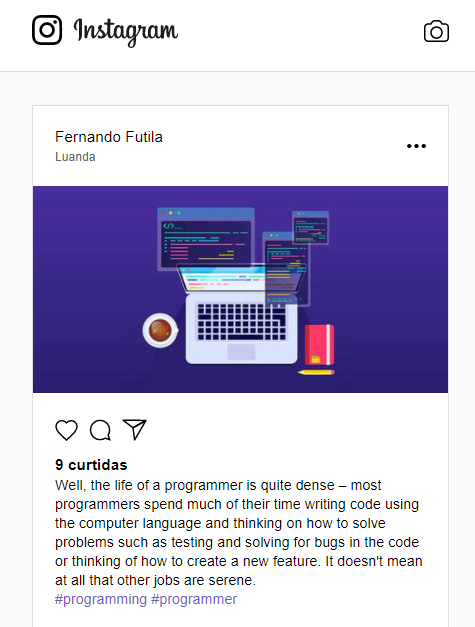 Instagram
Fernando Futila
Luanda
</>...
9 curtidas
Well, the life of a programmer is quite dense – most
programmers spend much of their time writing code using
the computer language and thinking on how to solve
problems such as testing and solving for bugs in the code
or thinking of how to create a new feature. It doesn't mean
at all that other jobs are serene.
#programming #programmer